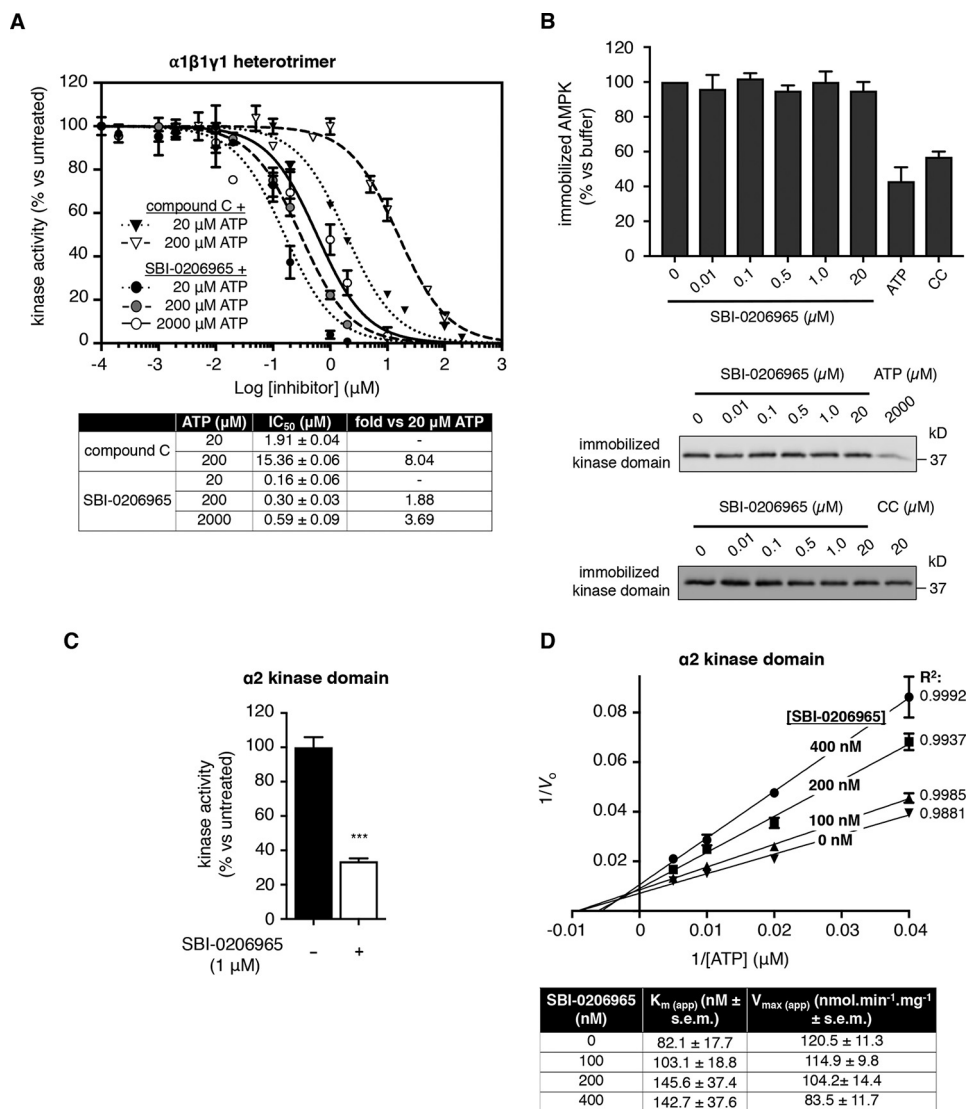 A
α1β1γ1 heterotrimer
kinase activity (% vs untreated)
120
100
80
60
40
20
0
compound C +
20 µM ATP
200 µM ATP
SBI-0206965 +
20 µM ATP
200 µM ATP
2000 µM ATP
-4 -3 -2 -1 0 1 2 3
Log [inhibitor] (µM)
ATP (µM) IC50 (µM) fold vs 20 µM ATP
compound C 20 1.91 ± 0.04 -
200 15.36 ± 0.06 8.04
SBI-0206965 20 0.16 ± 0.06 -
200 0.30 ± 0.03 1.88
2000 0.59 ± 0.09 3.69
B
immobilized AMPK
(% vs buffer)
120
100
80
60
40
20
0
0 0.01 0.1 0.5 1.0 20 ATP CC
SBI-0206965 (µM)
SBI-0206965 (µM) ATP (µM)
0 0.01 0.1 0.5 1.0 20 2000
kD
immobilized
kinase domain
37
SBI-0206965 (µM) CC (µM)
0 0.01 0.1 0.5 1.0 20 20
kD
immobilized
kinase domain
37
C
α2 kinase domain
kinase activity
(% vs untreated)
120
100
80
60
40
20
0
***
SBI-0206965
(1 µM)
– +
D
α2 kinase domain
R²:
1/Vo
0.08
0.06
0.04
0.02
[SBI-0206965]
400 nM
200 nM
100 nM
0 nM
0.9992
0.9937
0.9985
0.9881
-0.01 0 0.01 0.02 0.03 0.04
1/[ATP] (µM)
SBI-0206965 (nM) Km (app) (nM ± s.e.m.) Vmax (app) (nmol.min-1.mg-1 ± s.e.m.)
0 82.1 ± 17.7 120.5 ± 11.3
100 103.1 ± 18.8 114.9 ± 9.8
200 145.6 ± 37.4 104.2± 14.4
400 142.7 ± 37.6 83.5 ± 11.7